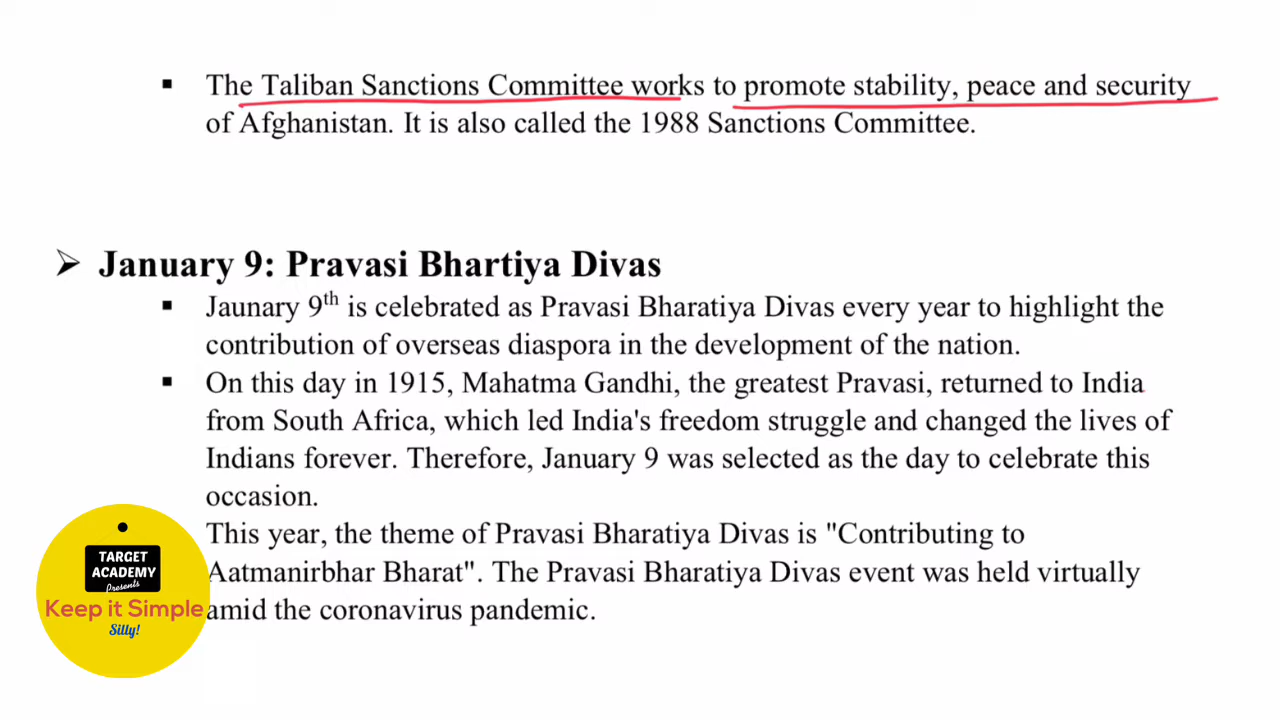 ▪ The Taliban Sanctions Committee works to promote stability, peace and security
of Afghanistan. It is also called the 1988 Sanctions Committee.
➢ January 9: Pravasi Bhartiya Divas
▪ Jaunary 9th is celebrated as Pravasi Bharatiya Divas every year to highlight the
contribution of overseas diaspora in the development of the nation.
▪ On this day in 1915, Mahatma Gandhi, the greatest Pravasi, returned to India
from South Africa, which led India's freedom struggle and changed the lives of
Indians forever. Therefore, January 9 was selected as the day to celebrate this
occasion.
This year, the theme of Pravasi Bharatiya Divas is "Contributing to
Aatmanirbhar Bharat". The Pravasi Bharatiya Divas event was held virtually
amid the coronavirus pandemic.
TARGET
ACADEMY
Presents
Keep it Simple
Silly!